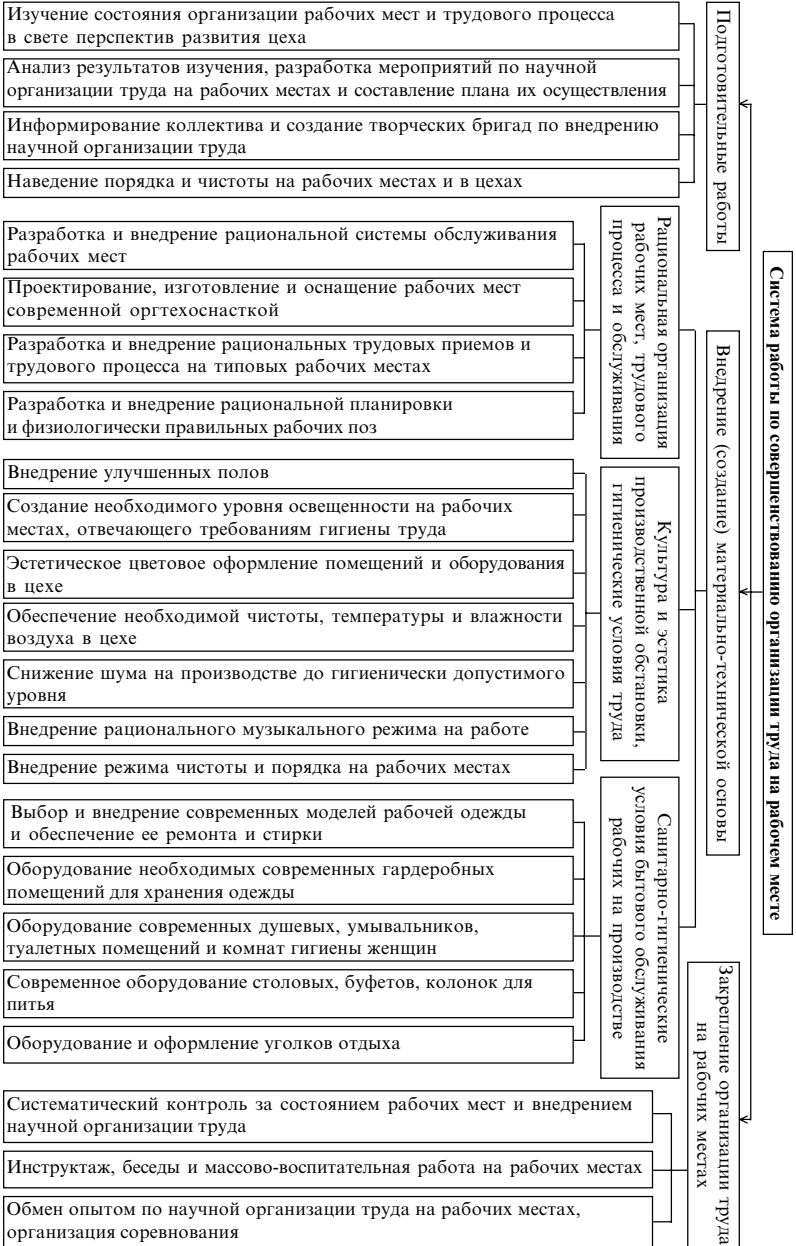 Система работы по совершенствованию организации труда на рабочем месте
Подготовительные работы
Изучение состояния организации рабочих мест и трудового процесса
в свете перспектив развития цеха
Анализ результатов изучения, разработка мероприятий по научной
организации труда на рабочих местах и составление плана их осуществления
Информирование коллектива и создание творческих бригад по внедрению
научной организации труда
Наведение порядка и чистоты на рабочих местах и в цехах
Внедрение (создание) материально-технической основы
Рациональная организация
рабочих мест, трудового
процесса и обслуживания
Разработка и внедрение рациональной системы обслуживания
рабочих мест
Проектирование, изготовление и оснащение рабочих мест
современной оргтехоснасткой
Разработка и внедрение рациональных трудовых приемов и
трудового процесса на типовых рабочих местах
Разработка и внедрение рациональной планировки
и физиологически правильных рабочих поз
Культура и эстетика
производственной обстановки,
гигиенические условия труда
Внедрение улучшенных полов
Создание необходимого уровня освещенности на рабочих
местах, отвечающего требованиям гигиены труда
Эстетическое цветовое оформление помещений и оборудования
в цехе
Обеспечение необходимой чистоты, температуры и влажности
воздуха в цехе
Снижение шума на производстве до гигиенически допустимого
уровня
Внедрение рационального музыкального режима на работе
Внедрение режима чистоты и порядка на рабочих местах
Санитарно-гигиенические
условия бытового обслуживания
рабочих на производстве
Выбор и внедрение современных моделей рабочей одежды
и обеспечение ее ремонта и стирки
Оборудование необходимых современных гардеробных
помещений для хранения одежды
Оборудование современных душевых, умывальников,
туалетных помещений и комнат гигиены женщин
Современное оборудование столовых, буфетов, колонок для
питья
Оборудование и оформление уголков отдыха
Закрепление организации труда
на рабочих местах
Систематический контроль за состоянием рабочих мест и внедрением
научной организации труда
Инструктаж, беседы и массово-воспитательная работа на рабочих местах
Обмен опытом по научной организации труда на рабочих местах,
организация соревнования